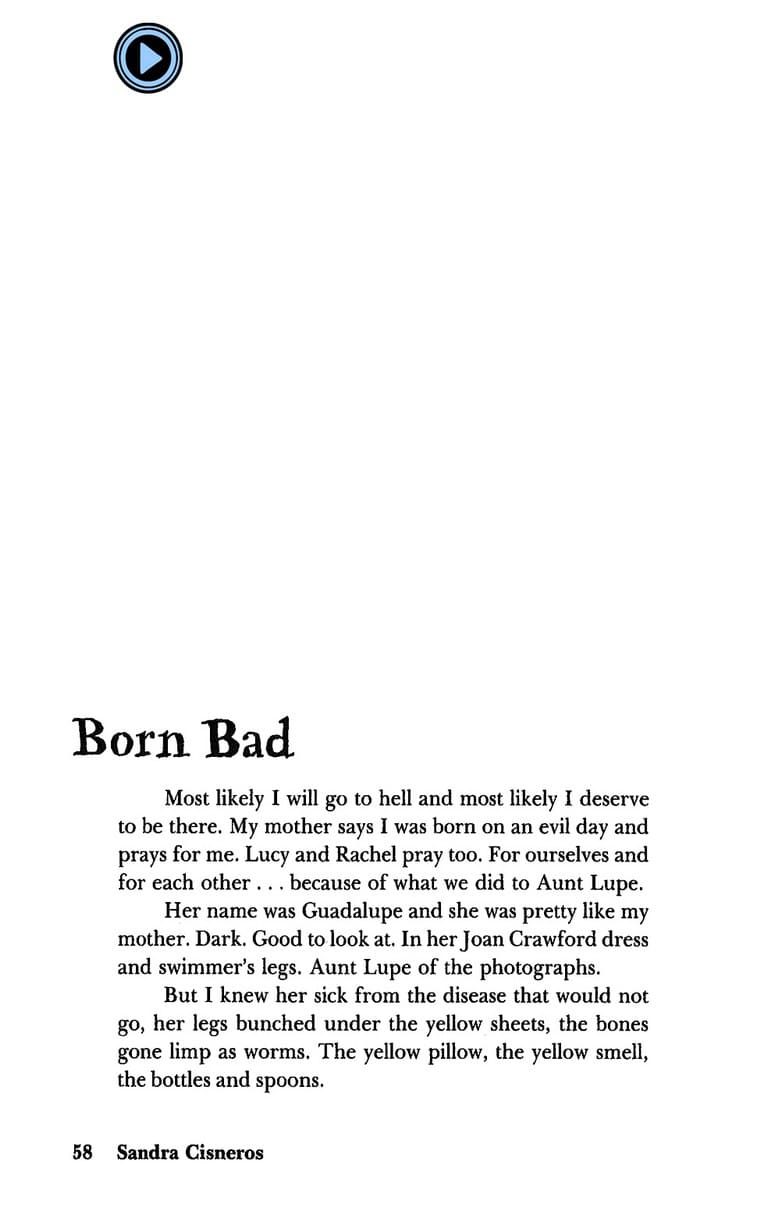 Born Bad
Most likely I will go to hell and most likely I deserve
to be there. My mother says I was born on an evil day and
prays for me. Lucy and Rachel pray too. For ourselves and
for each other . . . because of what we did to Aunt Lupe.
Her name was Guadalupe and she was pretty like my
mother. Dark. Good to look at. In her Joan Crawford dress
and swimmer's legs. Aunt Lupe of the photographs.
But I knew her sick from the disease that would not
go, her legs bunched under the yellow sheets, the bones
gone limp as worms. The yellow pillow, the yellow smell,
the bottles and spoons.
58 Sandra Cisneros